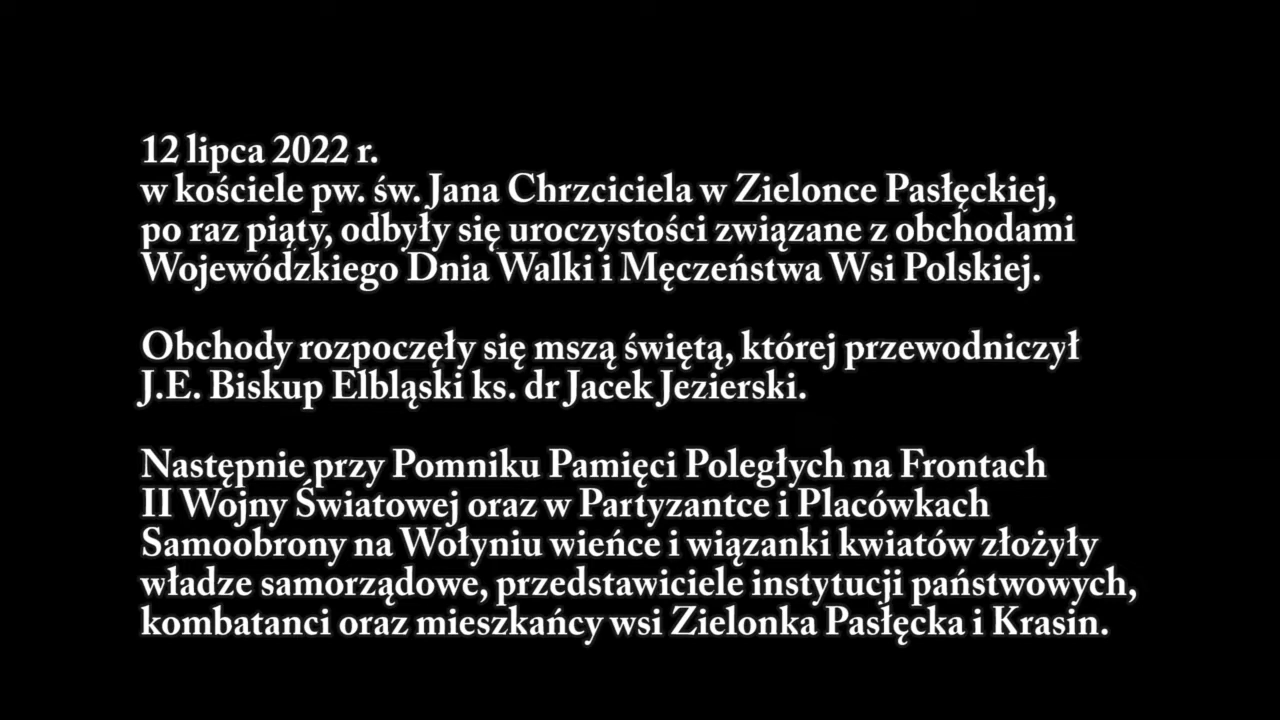 12 lipca 2022 r.
w kościele pw. św. Jana Chrzciciela w Zielonce Pasłęckiej,
po raz piąty, odbyły się uroczystości związane z obchodami
Wojewódzkiego Dnia Walki i Męczeństwa Wsi Polskiej.
Obchody rozpoczęły się mszą świętą, której przewodniczył
J.E. Biskup Elbląski ks. dr Jacek Jezierski.
Następnie przy Pomniku Pamięci Poległych na Frontach
II Wojny Światowej oraz w Partyzantce i Placówkach
Samoobrony na Wołyniu wieńce i wiązanki kwiatów złożyły
władze samorządowe, przedstawiciele instytucji państwowych,
kombatanci oraz mieszkańcy wsi Zielonka Pasłęcka i Krasin.